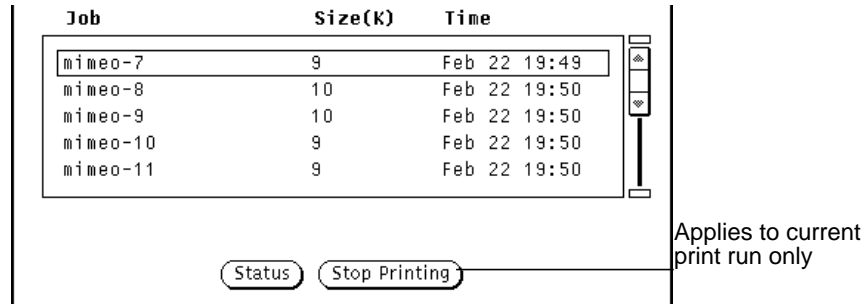 Job Size(K) Time
mimeo-7 9 Feb 22 19:49
mimeo-8 10 Feb 22 19:50
mimeo-9 10 Feb 22 19:50
mimeo-10 9 Feb 22 19:50
mimeo-11 9 Feb 22 19:50
Status Stop Printing
Applies to current
print run only